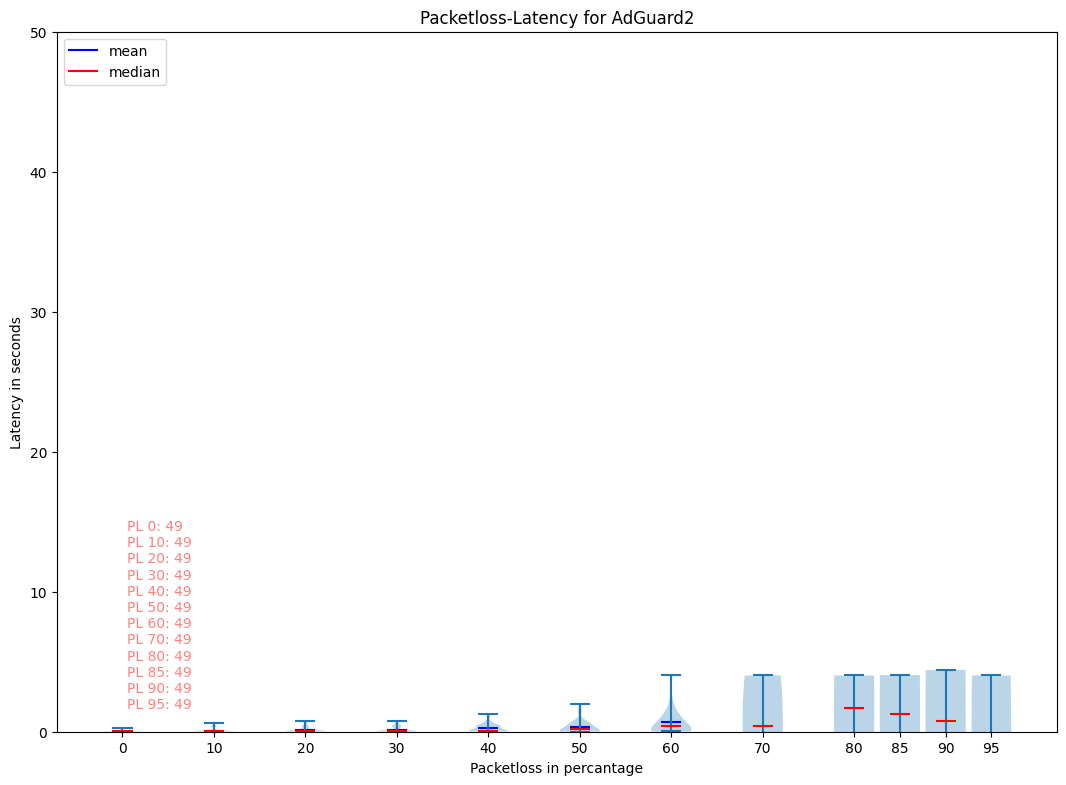 Packetloss-Latency for AdGuard2
50
40
30
20
10
0
Latency in seconds
mean
median
PL 0: 49
PL 10: 49
PL 20: 49
PL 30: 49
PL 40: 49
PL 50: 49
PL 60: 49
PL 70: 49
PL 80: 49
PL 85: 49
PL 90: 49
PL 95: 49
0 10 20 30 40 50 60 70 80 85 90 95
Packetloss in percantage